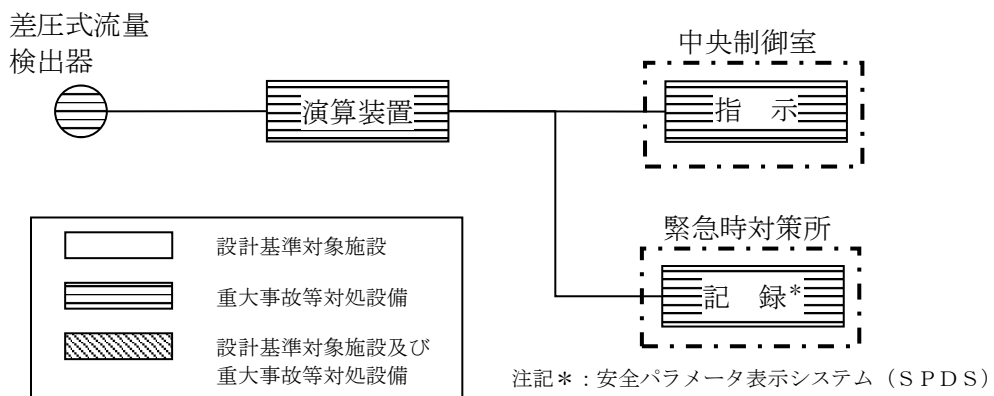 差圧式流量
検出器
中央制御室
演算装置
指　示
緊急時対策所
記　録*
設計基準対象施設
重大事故等対処設備
設計基準対象施設及び
重大事故等対処設備
注記＊：安全パラメータ表示システム（ＳＰＤＳ）